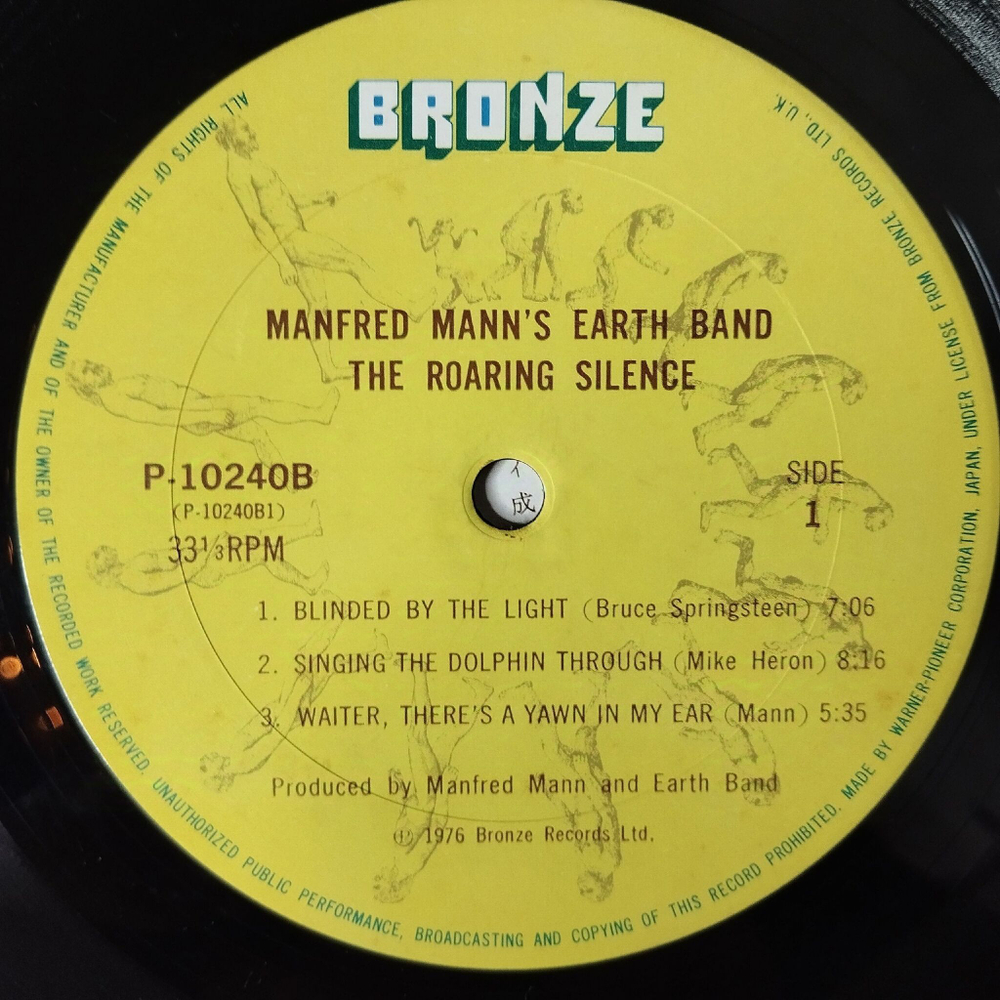 BRONZE
MANFRED MANN'S EARTH BAND
THE ROARING SILENCE
P-10240B
(P-10240B1)
33⅓RPM
SIDE
1
イ
成
1. BLINDED BY THE LIGHT (Bruce Springsteen) 7:06
2. SINGING THE DOLPHIN THROUGH (Mike Heron) 8:16
3. WAITER, THERE'S A YAWN IN MY EAR (Mann) 5:35
Produced by Manfred Mann and Earth Band
Ⓟ 1976 Bronze Records Ltd.
ALL RIGHTS OF THE MANUFACTURER AND OF THE OWNER OF THE RECORDED WORK RESERVED. UNAUTHORIZED PUBLIC PERFORMANCE, BROADCASTING AND COPYING OF THIS RECORD PROHIBITED. MADE BY WARNER-PIONEER CORPORATION, JAPAN, UNDER LICENSE FROM BRONZE RECORDS LTD., U.K.